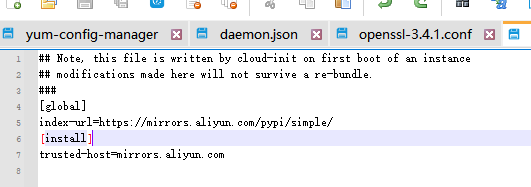 yum-config-manager daemon.json openssl-3.4.1.conf
1 ## Note, this file is written by cloud-init on first boot of an instance
2 ## modifications made here will not survive a re-bundle.
3 ###
4 [global]
5 index-url=https://mirrors.aliyun.com/pypi/simple/
6 [install]
7 trusted-host=mirrors.aliyun.com
8